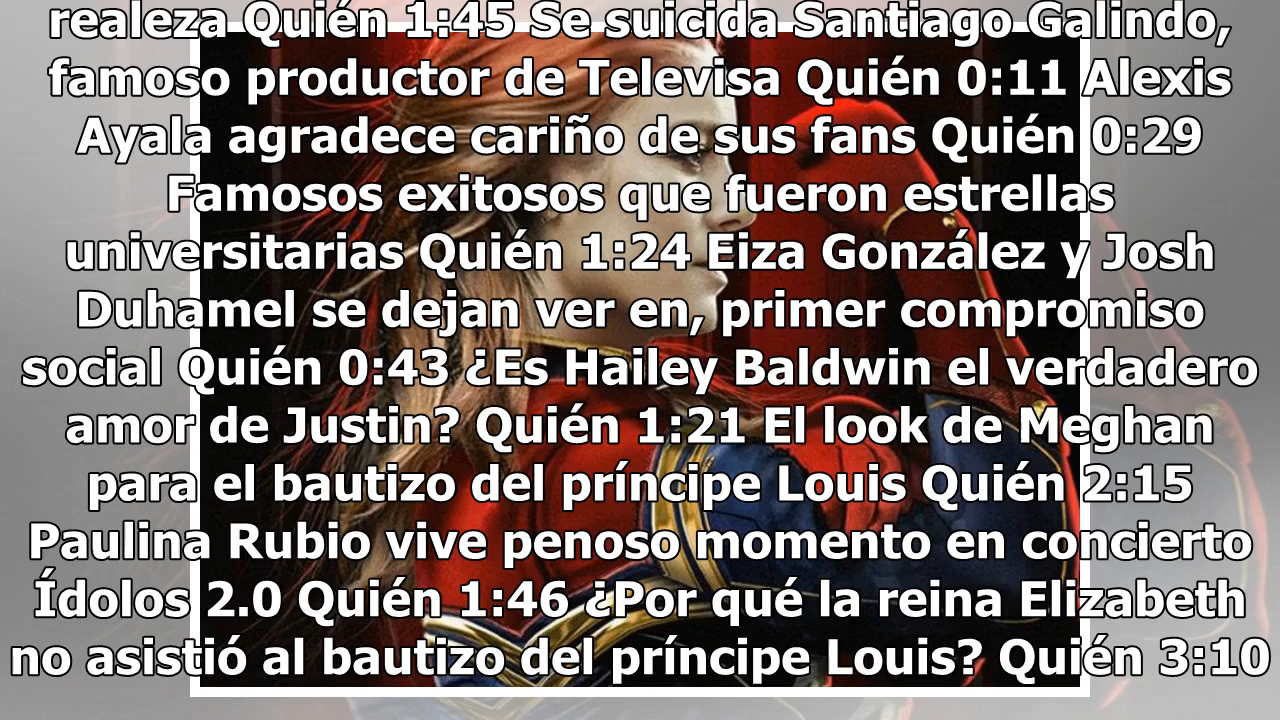 realeza Quién 1:45 Se suicida Santiago Galindo,
famoso productor de Televisa Quién 0:11 Alexis
Ayala agradece cariño de sus fans Quién 0:29
Famosos exitosos que fueron estrellas
universitarias Quién 1:24 Eiza González y Josh
Duhamel se dejan ver en, primer compromiso
social Quién 0:43 ¿Es Hailey Baldwin el verdadero
amor de Justin? Quién 1:21 El look de Meghan
para el bautizo del príncipe Louis Quién 2:15
Paulina Rubio vive penoso momento en concierto
Ídolos 2.0 Quién 1:46 ¿Por qué la reina Elizabeth
no asistió al bautizo del príncipe Louis? Quién 3:10